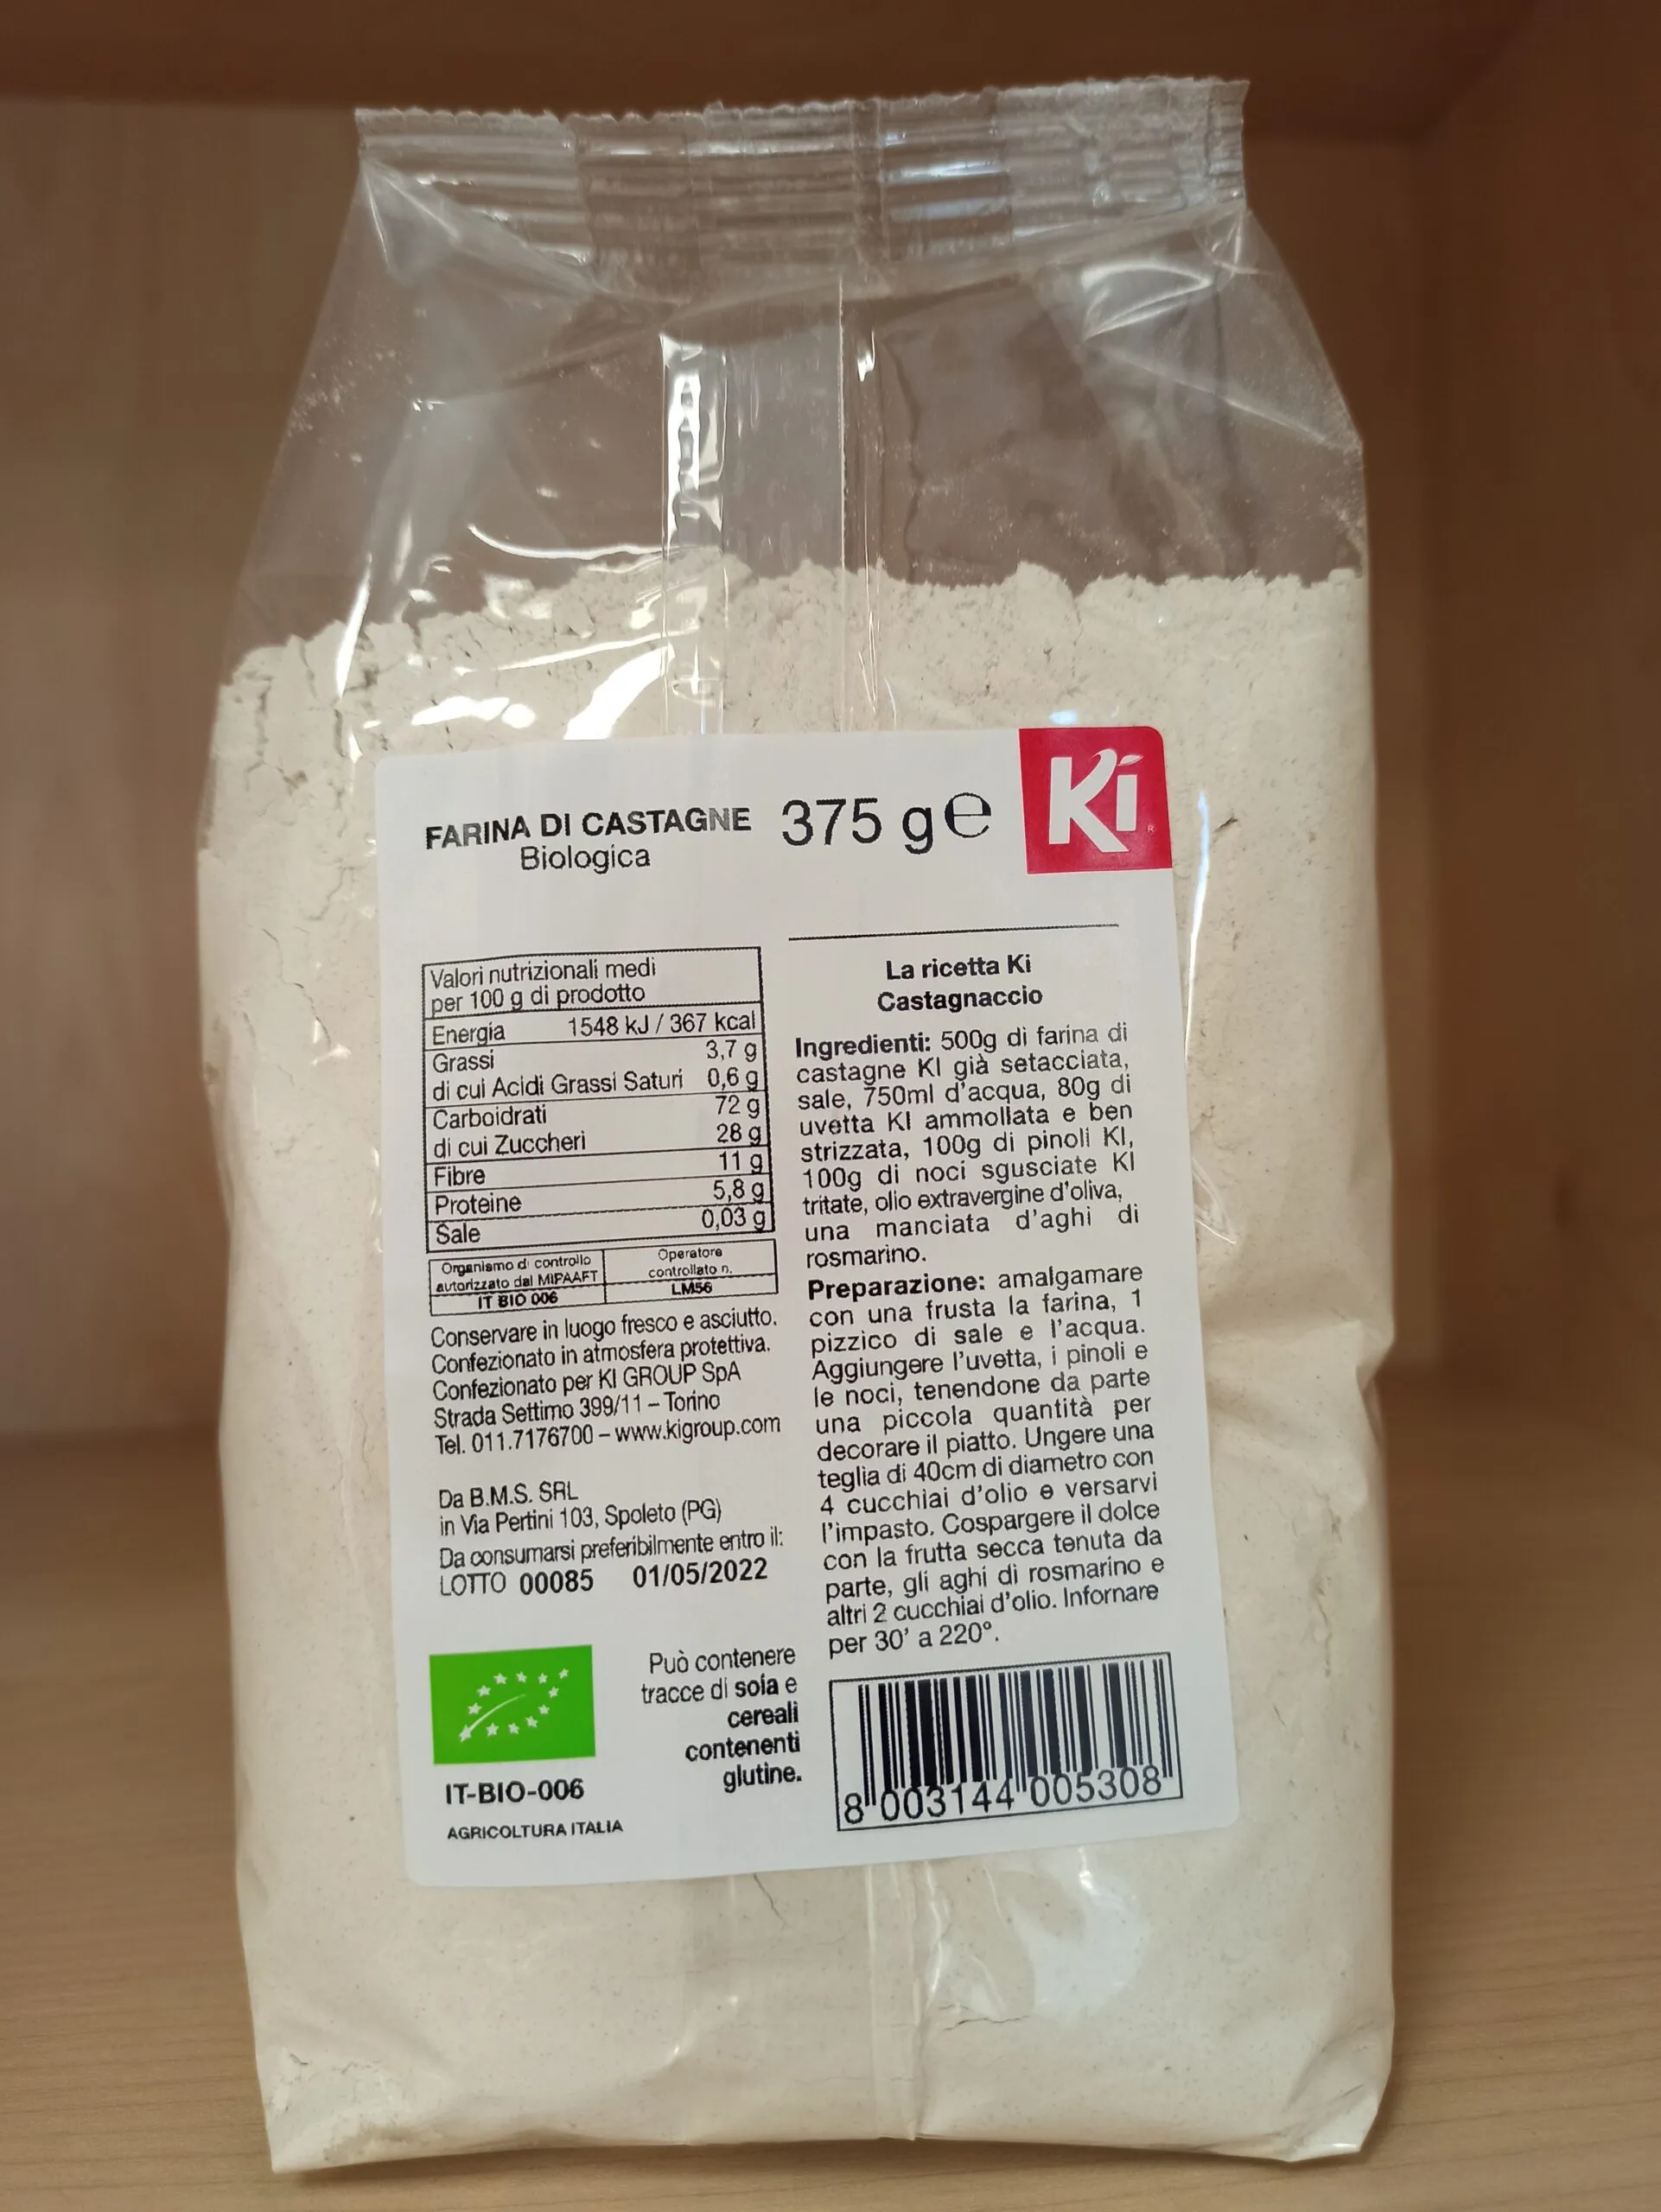 FARINA DI CASTAGNE
Biologica
375 g e
Ki
Valori nutrizionali medi
per 100 g di prodotto
Energia 1548 kJ / 367 kcal
Grassi 3,7 g
di cui Acidi Grassi Saturi 0,6 g
Carboidrati 72 g
di cui Zuccheri 28 g
Fibre 11 g
Proteine 5,8 g
Sale 0,03 g
Organismo di controllo
autorizzato dal MIPAAFT
IT BIO 006
Operatore
controllato n.
LM56
Conservare in luogo fresco e asciutto.
Confezionato in atmosfera protettiva.
Confezionato per KI GROUP SpA
Strada Settimo 399/11 – Torino
Tel. 011.7176700 – www.kigroup.com
Da B.M.S. SRL
in Via Pertini 103, Spoleto (PG)
Da consumarsi preferibilmente entro il:
LOTTO 00085 01/05/2022
IT-BIO-006
AGRICOLTURA ITALIA
Può contenere
tracce di soia e
cereali
contenenti
glutine.
La ricetta Ki
Castagnaccio
Ingredienti: 500g di farina di
castagne KI già setacciata,
sale, 750ml d'acqua, 80g di
uvetta KI ammollata e ben
strizzata, 100g di pinoli KI,
100g di noci sgusciate KI
tritate, olio extravergine d'oliva,
una manciata d'aghi di
rosmarino.
Preparazione: amalgamare
con una frusta la farina, 1
pizzico di sale e l'acqua.
Aggiungere l'uvetta, i pinoli e
le noci, tenendone da parte
una piccola quantità per
decorare il piatto. Ungere una
teglia di 40cm di diametro con
4 cucchiai d'olio e versarvi
l'impasto. Cospargere il dolce
con la frutta secca tenuta da
parte, gli aghi di rosmarino e
altri 2 cucchiai d'olio. Infornare
per 30' a 220°.
8 003144 005308